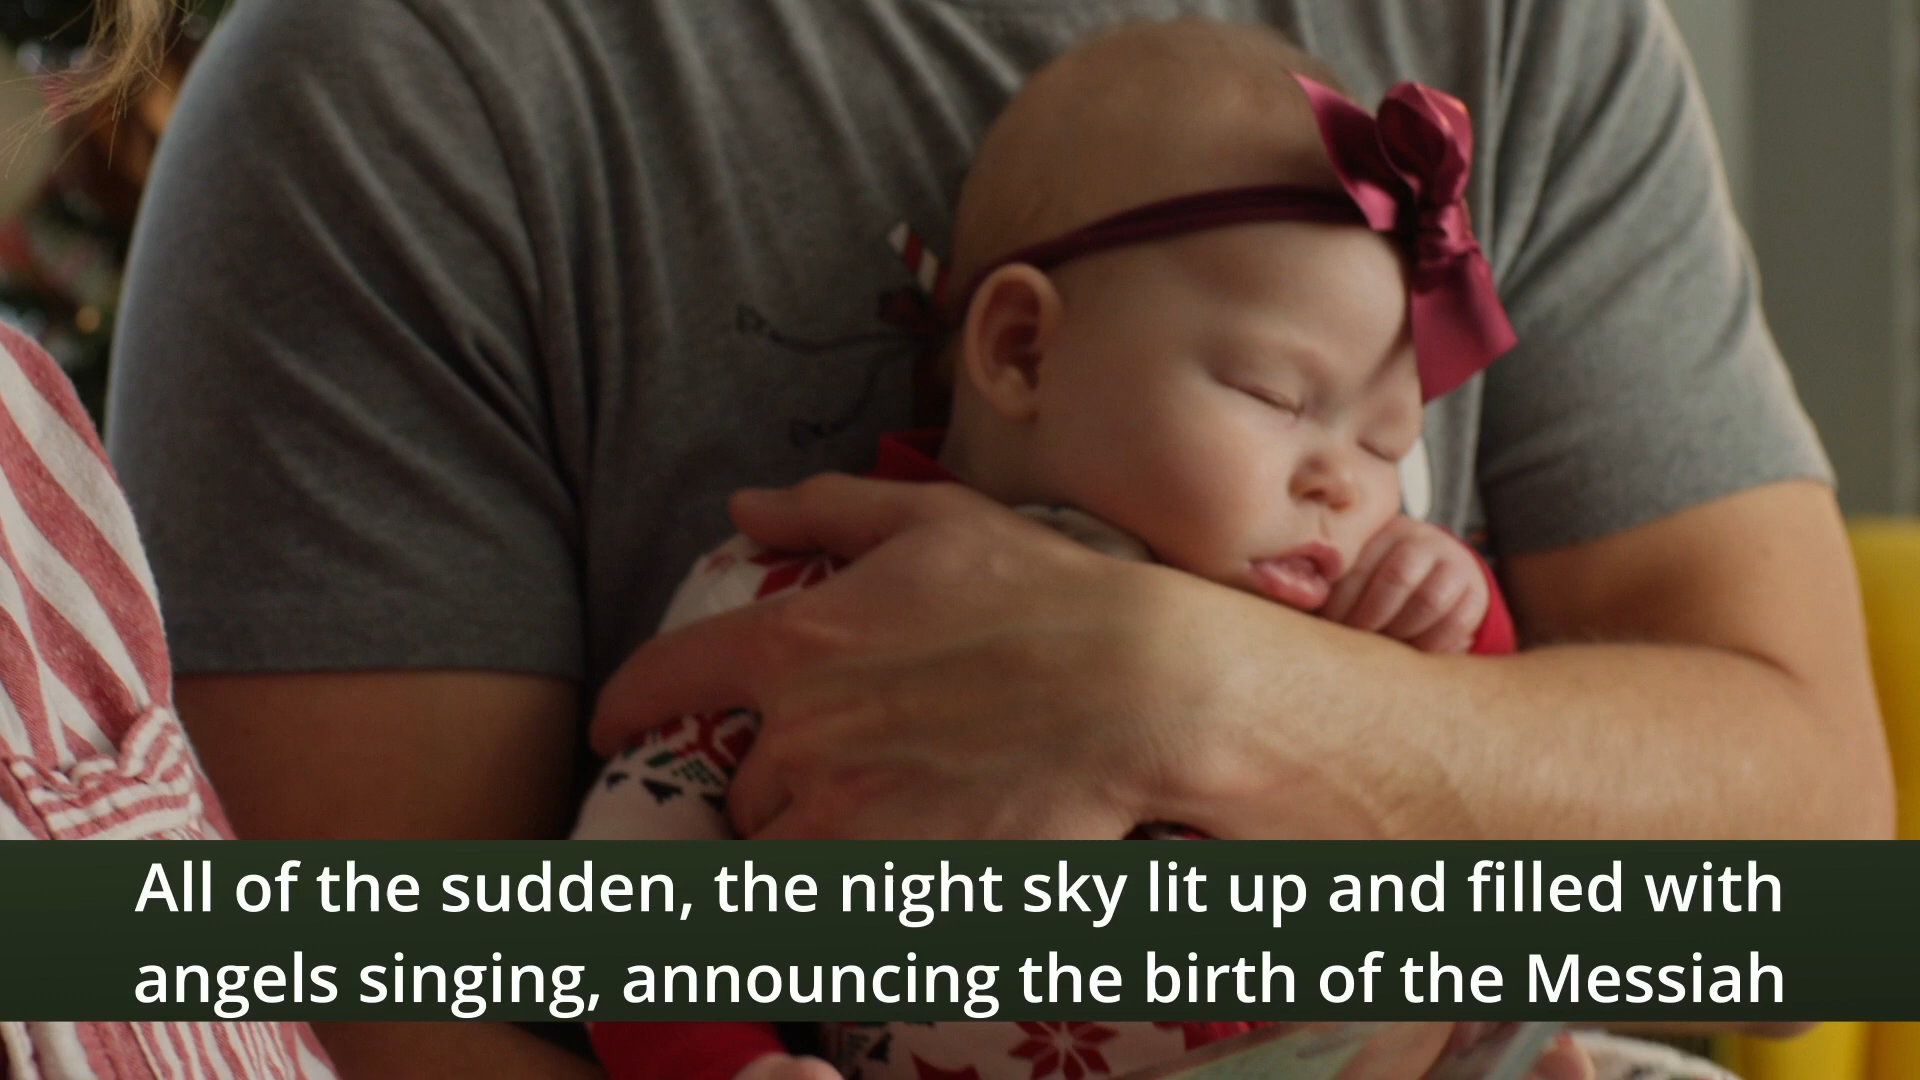 All of the sudden, the night sky lit up and filled with
angels singing, announcing the birth of the Messiah